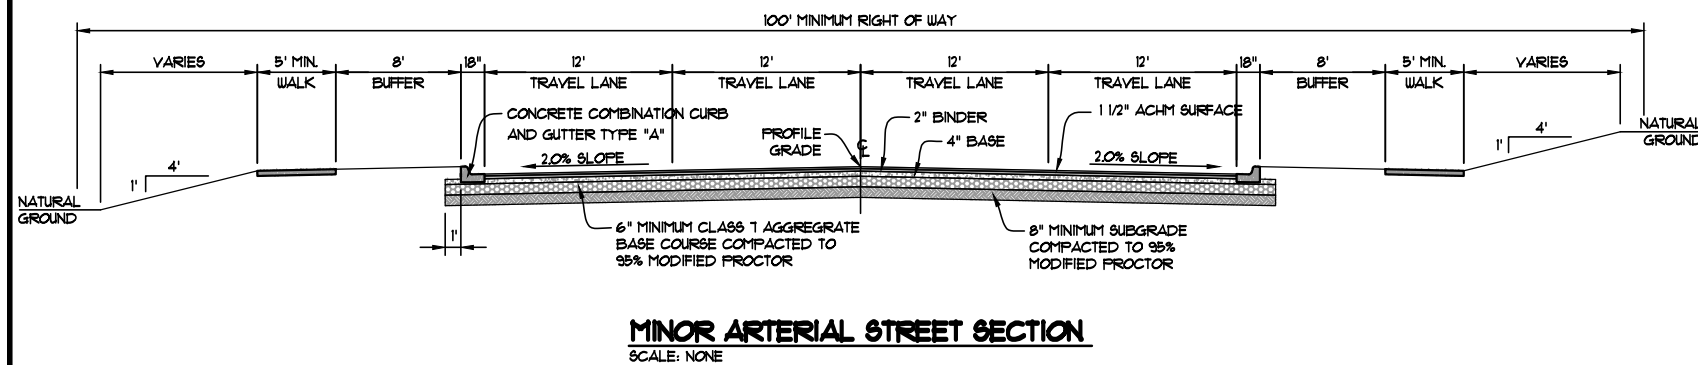 100' MINIMUM RIGHT OF WAY
VARIES 5' MIN. 8' 18" 12' 12' 12' 12' 18" 8' 5' MIN. VARIES
WALK BUFFER TRAVEL LANE TRAVEL LANE TRAVEL LANE TRAVEL LANE BUFFER WALK
CONCRETE COMBINATION CURB
AND GUTTER TYPE "A"
2.0% SLOPE
PROFILE
GRADE
CL
2" BINDER
4" BASE
1 1/2" ACHM SURFACE
2.0% SLOPE
4'
1'
NATURAL
GROUND
4'
1'
NATURAL
GROUND
1'
6" MINIMUM CLASS 7 AGGREGRATE
BASE COURSE COMPACTED TO
95% MODIFIED PROCTOR
8" MINIMUM SUBGRADE
COMPACTED TO 95%
MODIFIED PROCTOR
MINOR ARTERIAL STREET SECTION
SCALE: NONE